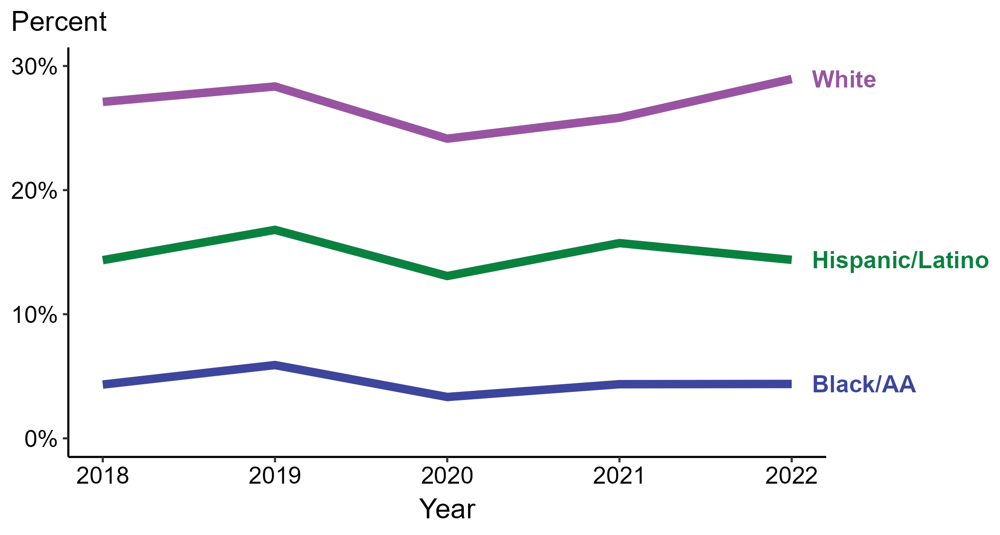 Percent
30%
White
20%
Hispanic/Latino
10%
Black/AA
0%
2018 2019 2020 2021 2022
Year